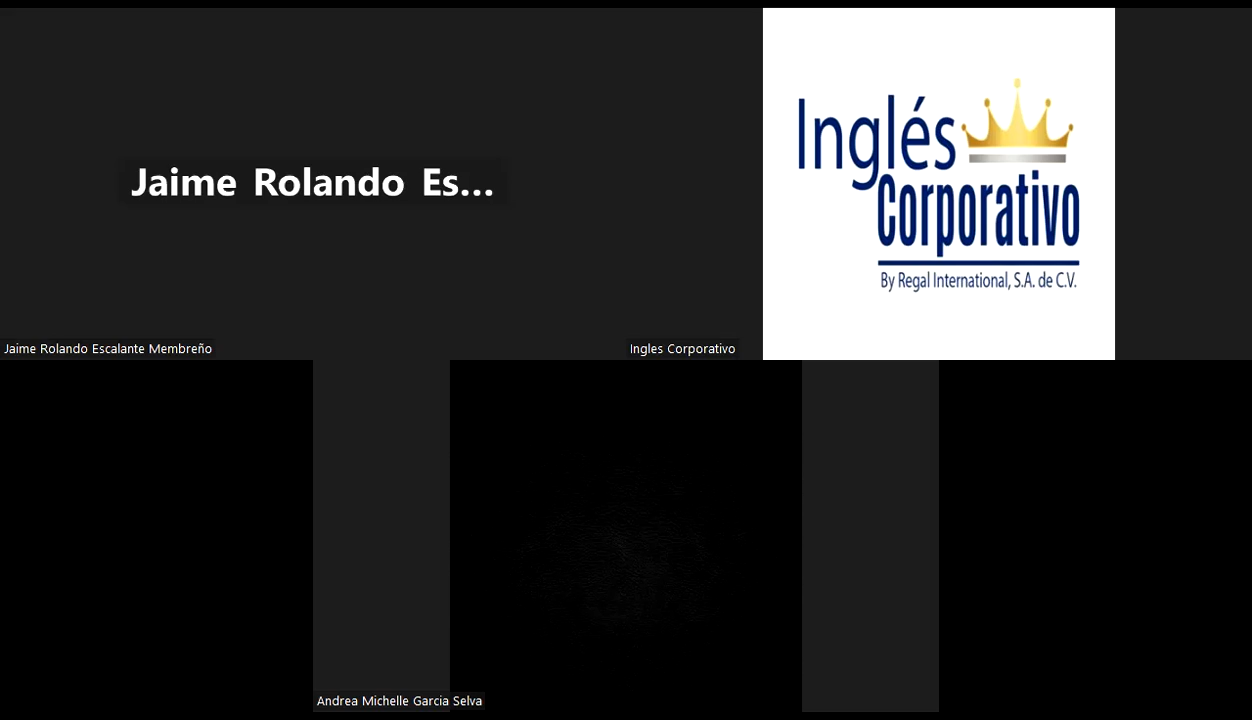 Jaime Rolando Es...
Inglés
Corporativo
By Regal International, S.A. de C.V.
Jaime Rolando Escalante Membreño
Ingles Corporativo
Andrea Michelle Garcia Selva